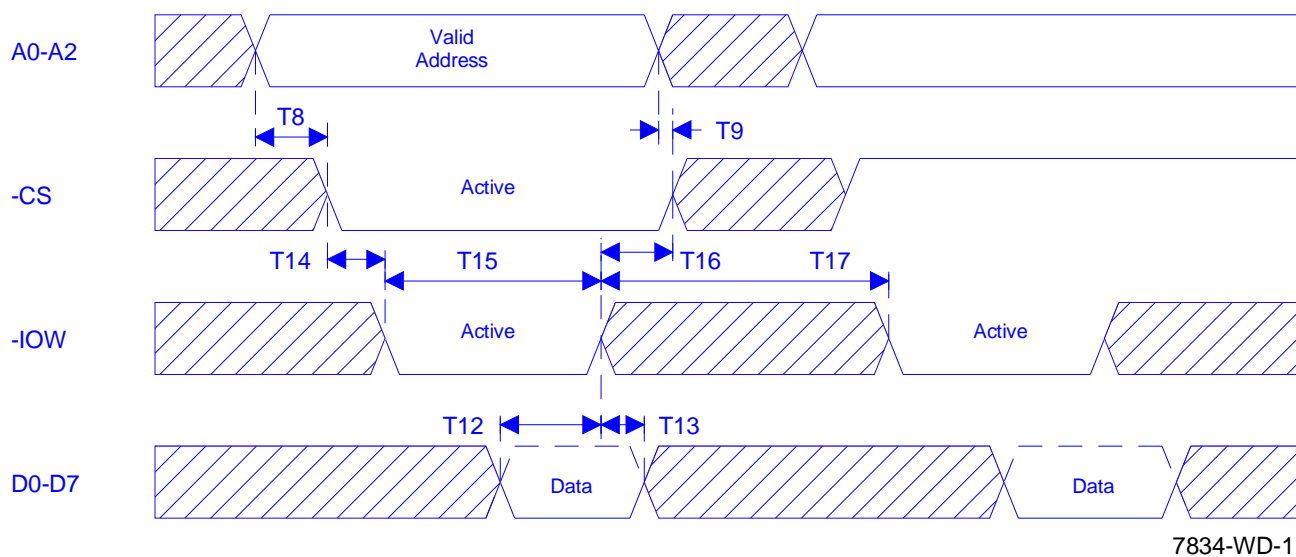 A0-A2
Valid
Address
T8
T9
-CS
Active
T14
T15
T16
T17
-IOW
Active
Active
T12
T13
D0-D7
Data
Data
7834-WD-1